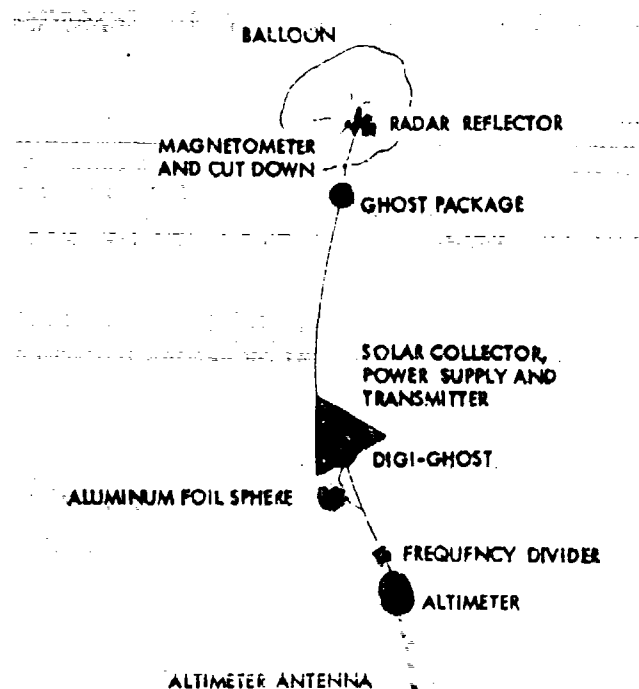 BALLOON
RADAR REFLECTOR
MAGNETOMETER
AND CUT DOWN
GHOST PACKAGE
SOLAR COLLECTOR,
POWER SUPPLY AND
TRANSMITTER
DIGI-GHOST
ALUMINUM FOIL SPHERE
FREQUENCY DIVIDER
ALTIMETER
ALTIMETER ANTENNA